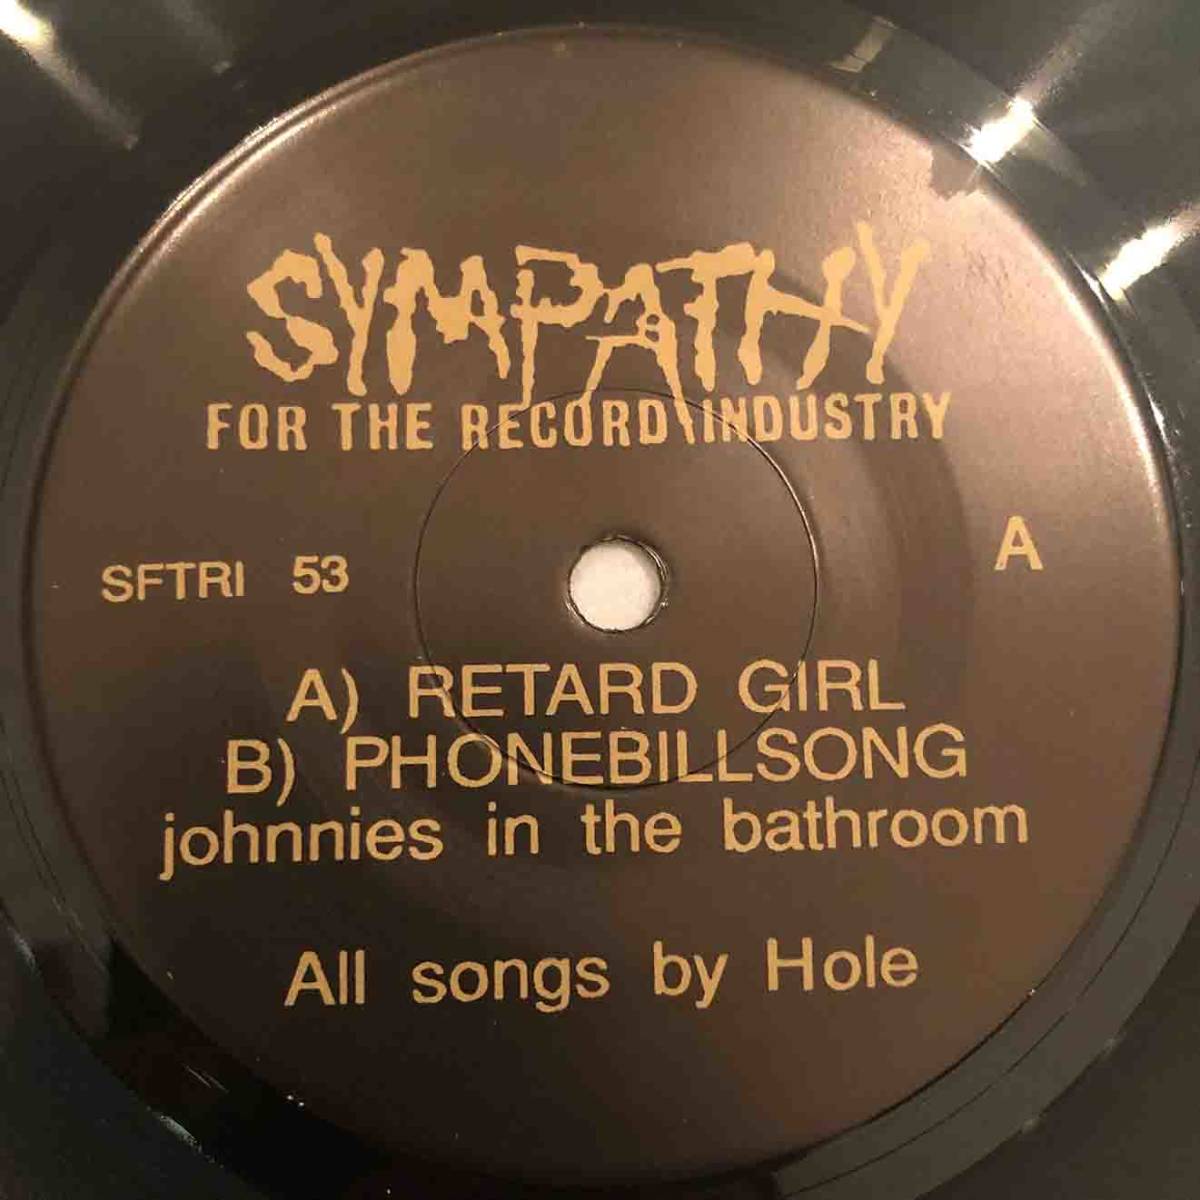 SYMPATHY
FOR THE RECORD INDUSTRY
SFTRI 53
A
A) RETARD GIRL
B) PHONEBILLSONG
johnnies in the bathroom
All songs by Hole